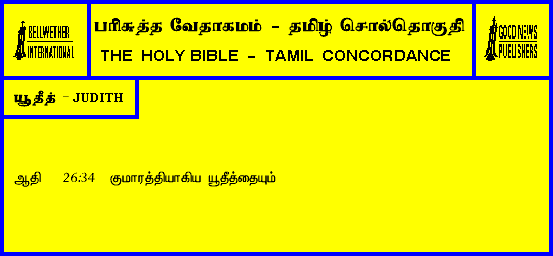 BELLWETHER
INTERNATIONAL
பரிசுத்த வேதாகமம் - தமிழ் சொல்தொகுதி
THE HOLY BIBLE - TAMIL CONCORDANCE
GOOD NEWS
PUBLISHERS
யூதீத் - JUDITH
ஆதி 26:34 குமாரத்தியாகிய யூதீத்தையும்